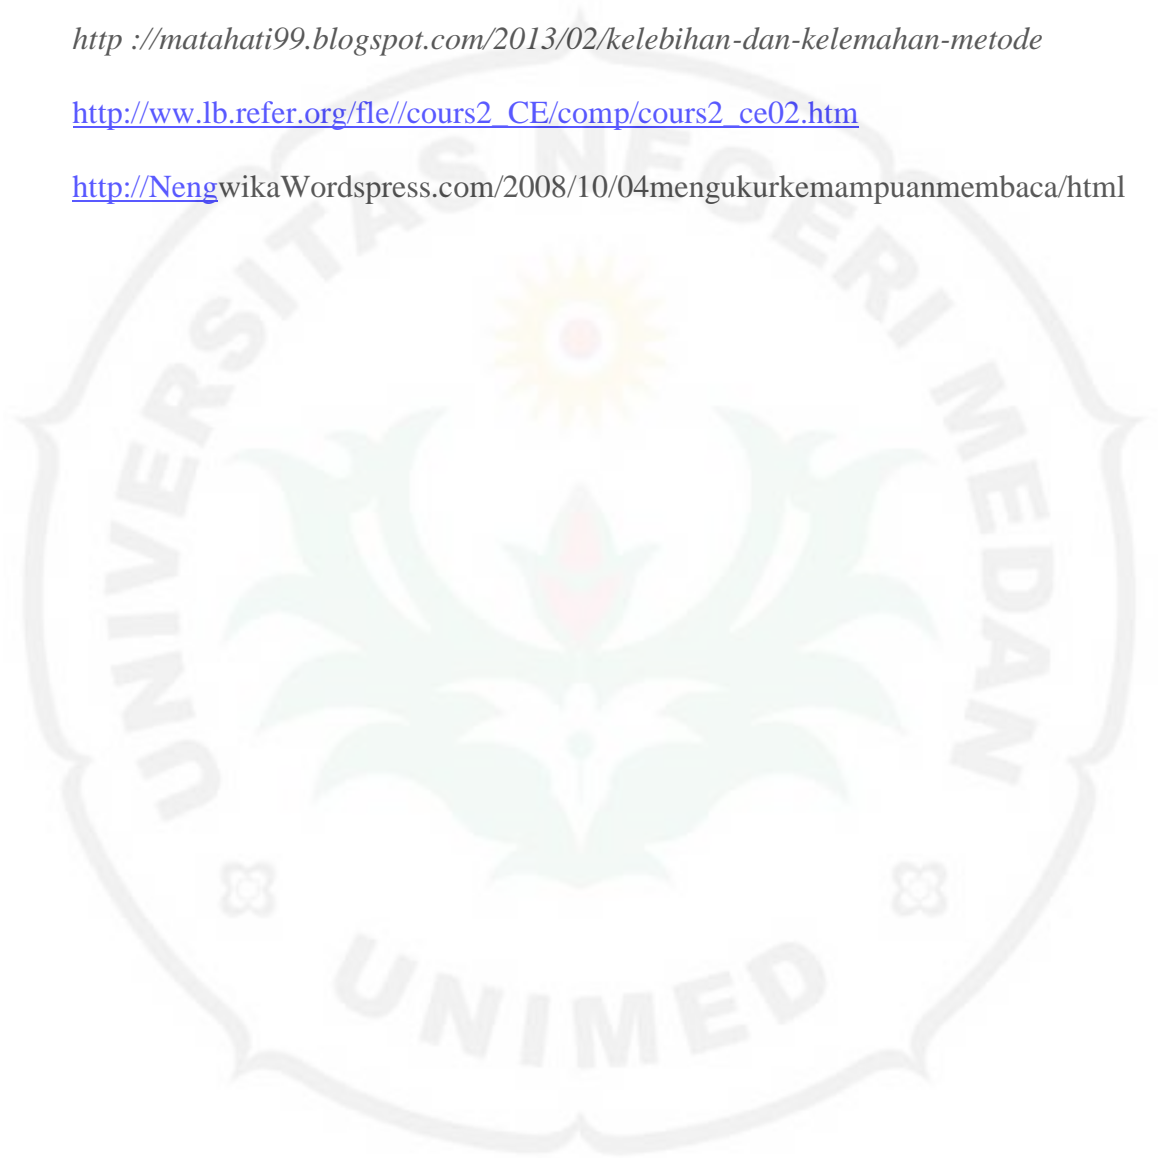 http ://matahati99.blogspot.com/2013/02/kelebihan-dan-kelemahan-metode
http://ww.lb.refer.org/fle//cours2_CE/comp/cours2_ce02.htm
http://NengwikaWordspress.com/2008/10/04mengukurkemampuanmembaca/html
UNIVERSITAS NEGERI MEDAN
UNIMED